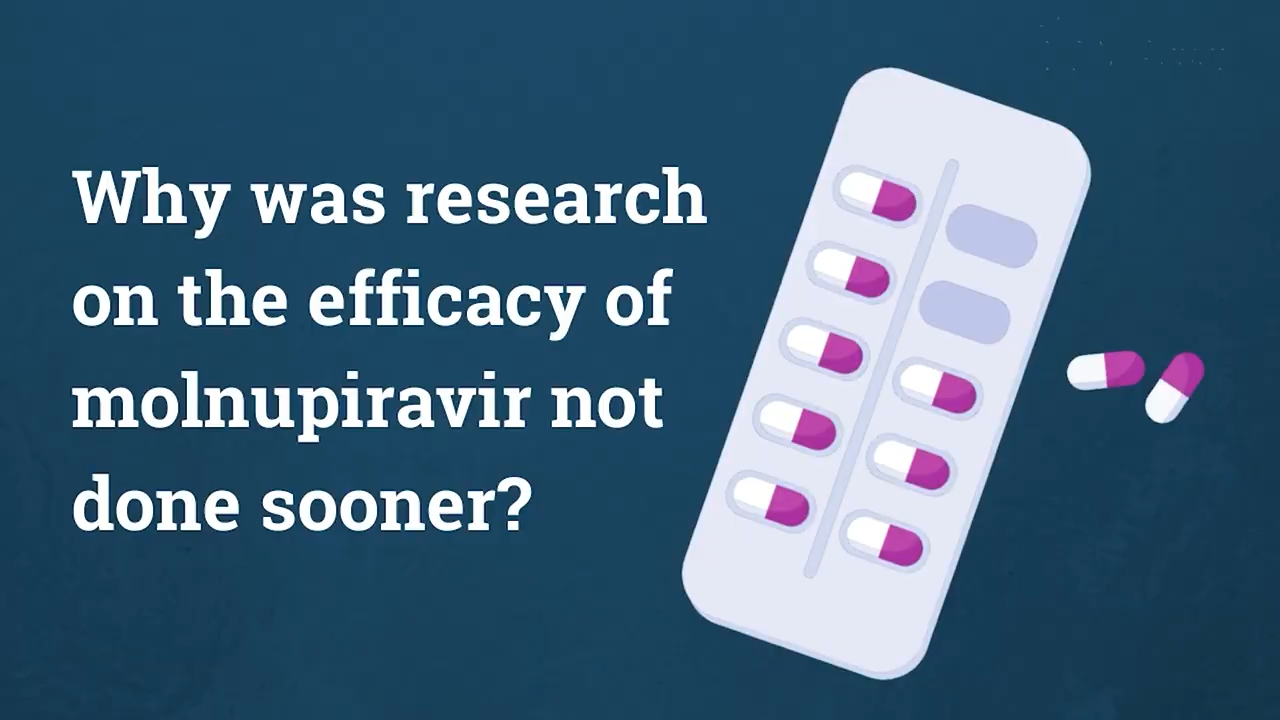 Why was research
on the efficacy of
molnupiravir not
done sooner?